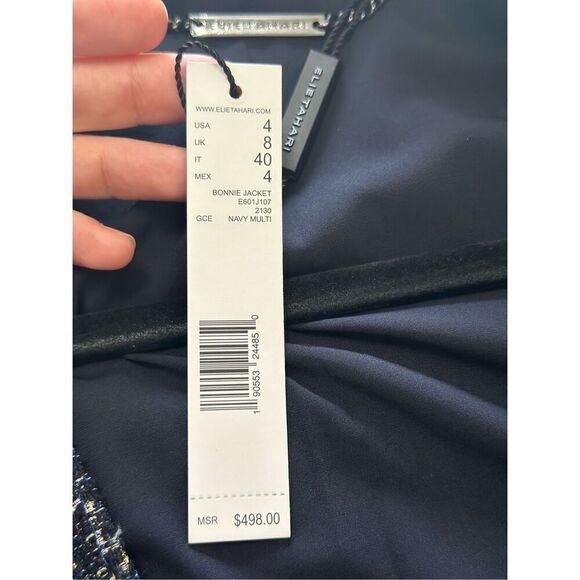 ELIETAHARI
ELIETAHARI
WWW.ELIETAHARI.COM
USA 4
UK 8
IT 40
MEX 4
BONNIE JACKET
E601J107
2130
GCE NAVY MULTI
1 90553 24485 0
MSR $498.00